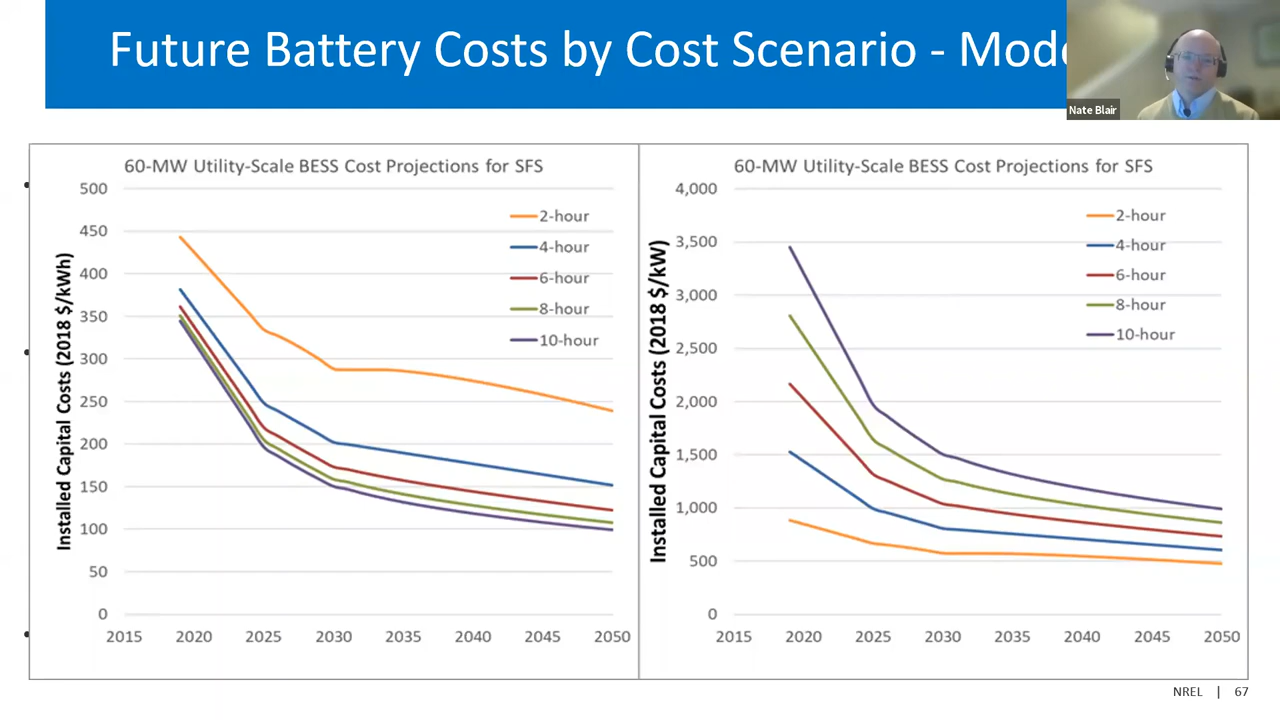 Future Battery Costs by Cost Scenario - Mode
Nate Blair
60-MW Utility-Scale BESS Cost Projections for SFS
Installed Capital Costs (2018 $/kWh)
500
450
400
350
300
250
200
150
100
50
0
2015 2020 2025 2030 2035 2040 2045 2050
2-hour
4-hour
6-hour
8-hour
10-hour
60-MW Utility-Scale BESS Cost Projections for SFS
Installed Capital Costs (2018 $/kW)
4,000
3,500
3,000
2,500
2,000
1,500
1,000
500
0
2015 2020 2025 2030 2035 2040 2045 2050
2-hour
4-hour
6-hour
8-hour
10-hour
NREL | 67